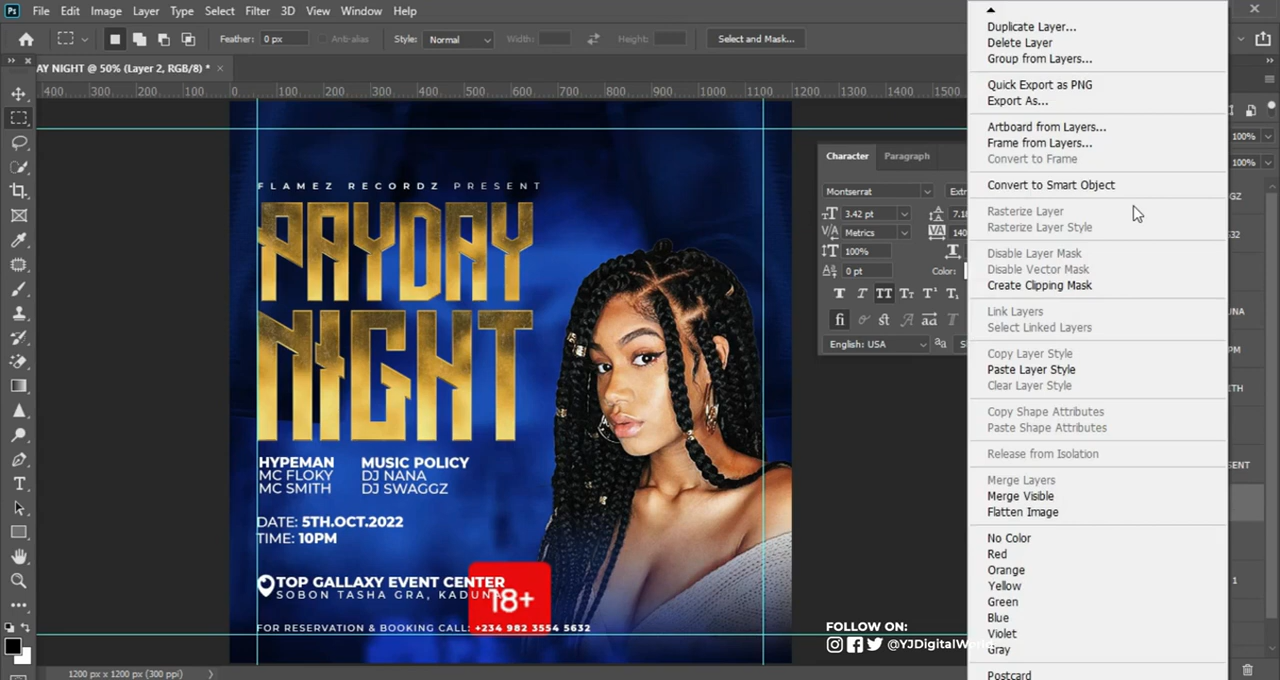 Ps File Edit Image Layer Type Select Filter 3D View Window Help
Feather: 0 px Anti-alias Style: Normal Width: Height: Select and Mask...
AY NIGHT @ 50% (Layer 2, RGB/8) * ×
400 300 200 100 0 100 200 300 400 500 600 700 800 900 1000 1100 1200 1300 1400 1500
FLAMEZ RECORDZ PRESENT
PAYDAY
NIGHT
HYPEMAN
MC FLOKY
MC SMITH
MUSIC POLICY
DJ NANA
DJ SWAGGZ
DATE: 5TH.OCT.2022
TIME: 10PM
TOP GALLAXY EVENT CENTER
SOBON TASHA GRA, KADUNA
18+
FOR RESERVATION & BOOKING CALL: +234 982 3554 5632
Character Paragraph
Montserrat
3.42 pt
Metrics 140
100%
0 pt Color:
English: USA
FOLLOW ON:
@YJDigitalWorl
Duplicate Layer...
Delete Layer
Group from Layers...
Quick Export as PNG
Export As...
Artboard from Layers...
Frame from Layers...
Convert to Frame
Convert to Smart Object
Rasterize Layer
Rasterize Layer Style
Disable Layer Mask
Disable Vector Mask
Create Clipping Mask
Link Layers
Select Linked Layers
Copy Layer Style
Paste Layer Style
Clear Layer Style
Copy Shape Attributes
Paste Shape Attributes
Release from Isolation
Merge Layers
Merge Visible
Flatten Image
No Color
Red
Orange
Yellow
Green
Blue
Violet
Gray
Postcard
100%
100%
GZ
532
UNA
PM
ETH
SENT
1
1200 px x 1200 px (300 ppi)